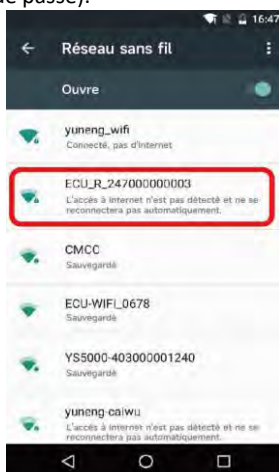 de passe).
16:47
Réseau sans fil
Ouvre
yuneng_wifi
Connecté, pas d'internet
ECU_R_247000000003
L'accès à internet n'est pas détecté et ne se
reconnectera pas automatiquement.
CMCC
Sauvegardé
ECU-WIFI_0678
Sauvegardé
YS5000-403000001240
Sauvegardé
yuneng-caiwu
L'accès à internet n'est pas détecté et ne se
reconnectera pas automatiquement.